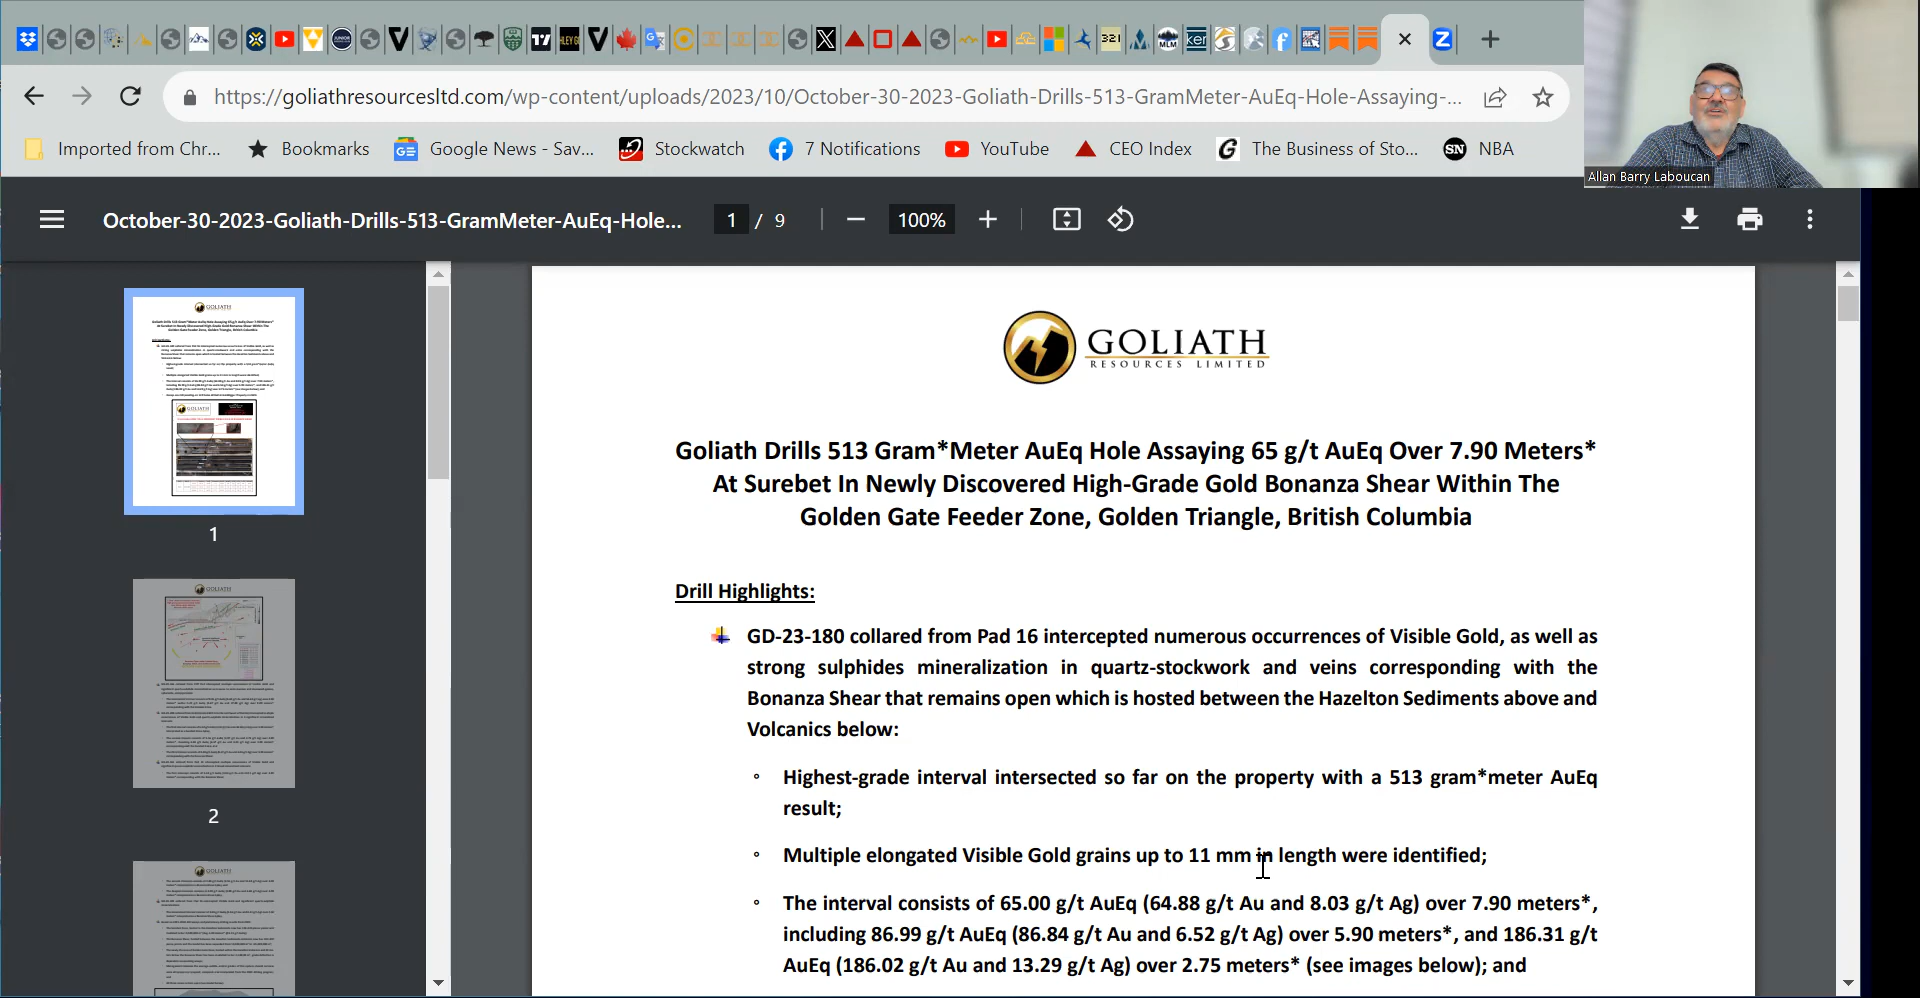 https://goliathresourcesltd.com/wp-content/uploads/2023/10/October-30-2023-Goliath-Drills-513-GramMeter-AuEq-Hole-Assaying-...
Imported from Chr...
Bookmarks
Google News - Sav...
Stockwatch
7 Notifications
YouTube
CEO Index
The Business of Sto...
NBA
Allan Barry Laboucan
October-30-2023-Goliath-Drills-513-GramMeter-AuEq-Hole...
1 / 9
100%
1
2
GOLIATH
RESOURCES LIMITED
Goliath Drills 513 Gram*Meter AuEq Hole Assaying 65 g/t AuEq Over 7.90 Meters*
At Surebet In Newly Discovered High-Grade Gold Bonanza Shear Within The
Golden Gate Feeder Zone, Golden Triangle, British Columbia
Drill Highlights:
GD-23-180 collared from Pad 16 intercepted numerous occurrences of Visible Gold, as well as
strong sulphides mineralization in quartz-stockwork and veins corresponding with the
Bonanza Shear that remains open which is hosted between the Hazelton Sediments above and
Volcanics below:
Highest-grade interval intersected so far on the property with a 513 gram*meter AuEq
result;
Multiple elongated Visible Gold grains up to 11 mm in length were identified;
The interval consists of 65.00 g/t AuEq (64.88 g/t Au and 8.03 g/t Ag) over 7.90 meters*,
including 86.99 g/t AuEq (86.84 g/t Au and 6.52 g/t Ag) over 5.90 meters*, and 186.31 g/t
AuEq (186.02 g/t Au and 13.29 g/t Ag) over 2.75 meters* (see images below); and